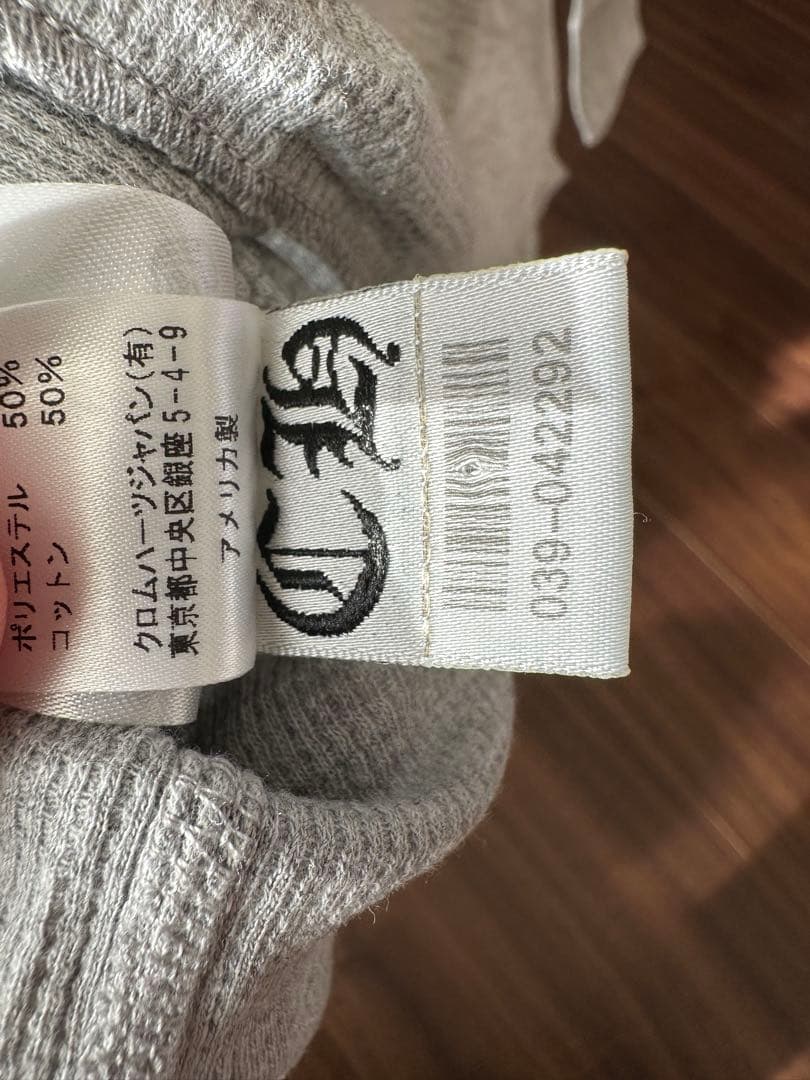 ポリエステル 50%
コットン 50%
クロムハーツジャパン(有)
東京都中央区銀座5-4-9
アメリカ製
CH
039-042292